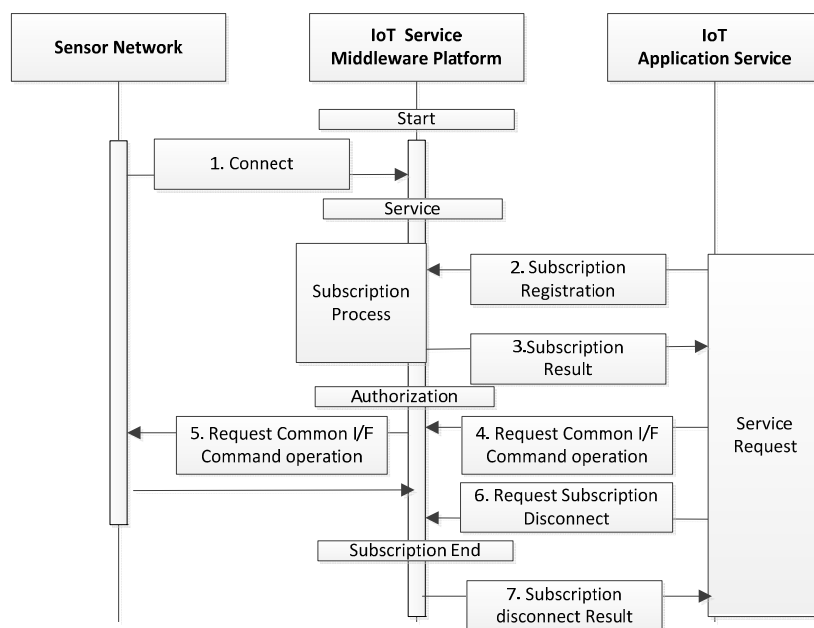 Sensor Network
IoT Service
Middleware Platform
IoT
Application Service
Start
1. Connect
Service
Subscription
Process
2. Subscription
Registration
3.Subscription
Result
Authorization
5. Request Common I/F
Command operation
4. Request Common I/F
Command operation
Service
Request
6. Request Subscription
Disconnect
Subscription End
7. Subscription
disconnect Result